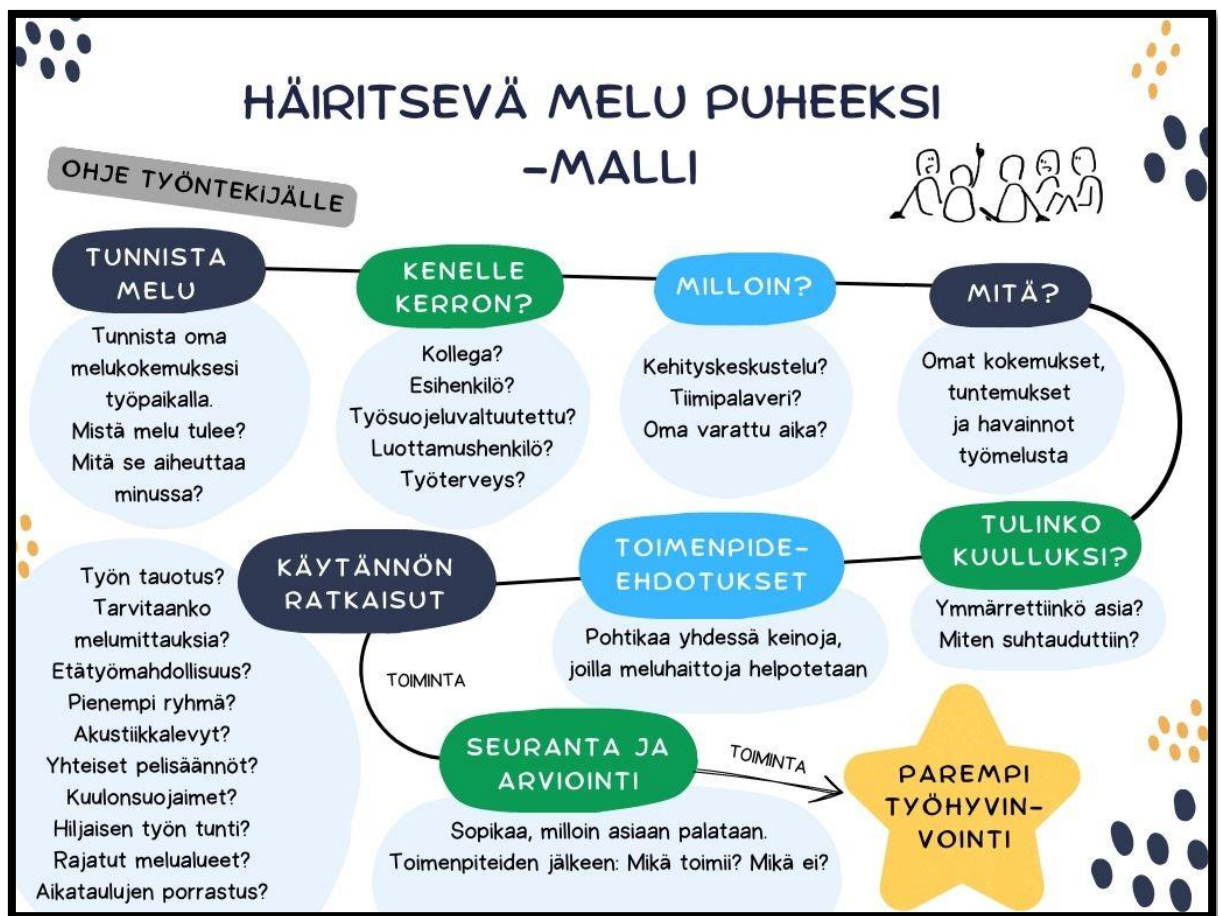 HÄIRITSEVÄ MELU PUHEEKSI
-MALLI
OHJE TYÖNTEKIJÄLLE
TUNNISTA
MELU
Tunnista oma
melukokemuksesi
työpaikalla.
Mistä melu tulee?
Mitä se aiheuttaa
minussa?
KENELLE
KERRON?
Kollega?
Esihenkilö?
Työsuojeluvaltuutettu?
Luottamushenkilö?
Työterveys?
MILLOIN?
Kehityskeskustelu?
Tiimipalaveri?
Oma varattu aika?
MITÄ?
Omat kokemukset,
tuntemukset
ja havainnot
työmelusta
TULINKO
KUULLUKSI?
Ymmärrettiinkö asia?
Miten suhtauduttiin?
TOIMENPIDE-
EHDOTUKSET
Pohtikaa yhdessä keinoja,
joilla meluhaittoja helpotetaan
KÄYTÄNNÖN
RATKAISUT
Työn tauotus?
Tarvitaanko
melumittauksia?
Etätyömahdollisuus?
Pienempi ryhmä?
Akustiikkalevyt?
Yhteiset pelisäännöt?
Kuulonsuojaimet?
Hiljaisen työn tunti?
Rajatut melualueet?
Aikataulujen porrastus?
TOIMINTA
SEURANTA JA
ARVIOINTI
Sopikaa, milloin asiaan palataan.
Toimenpiteiden jälkeen: Mikä toimii? Mikä ei?
TOIMINTA
PAREMPI
TYÖHYVIN-
VOINTI